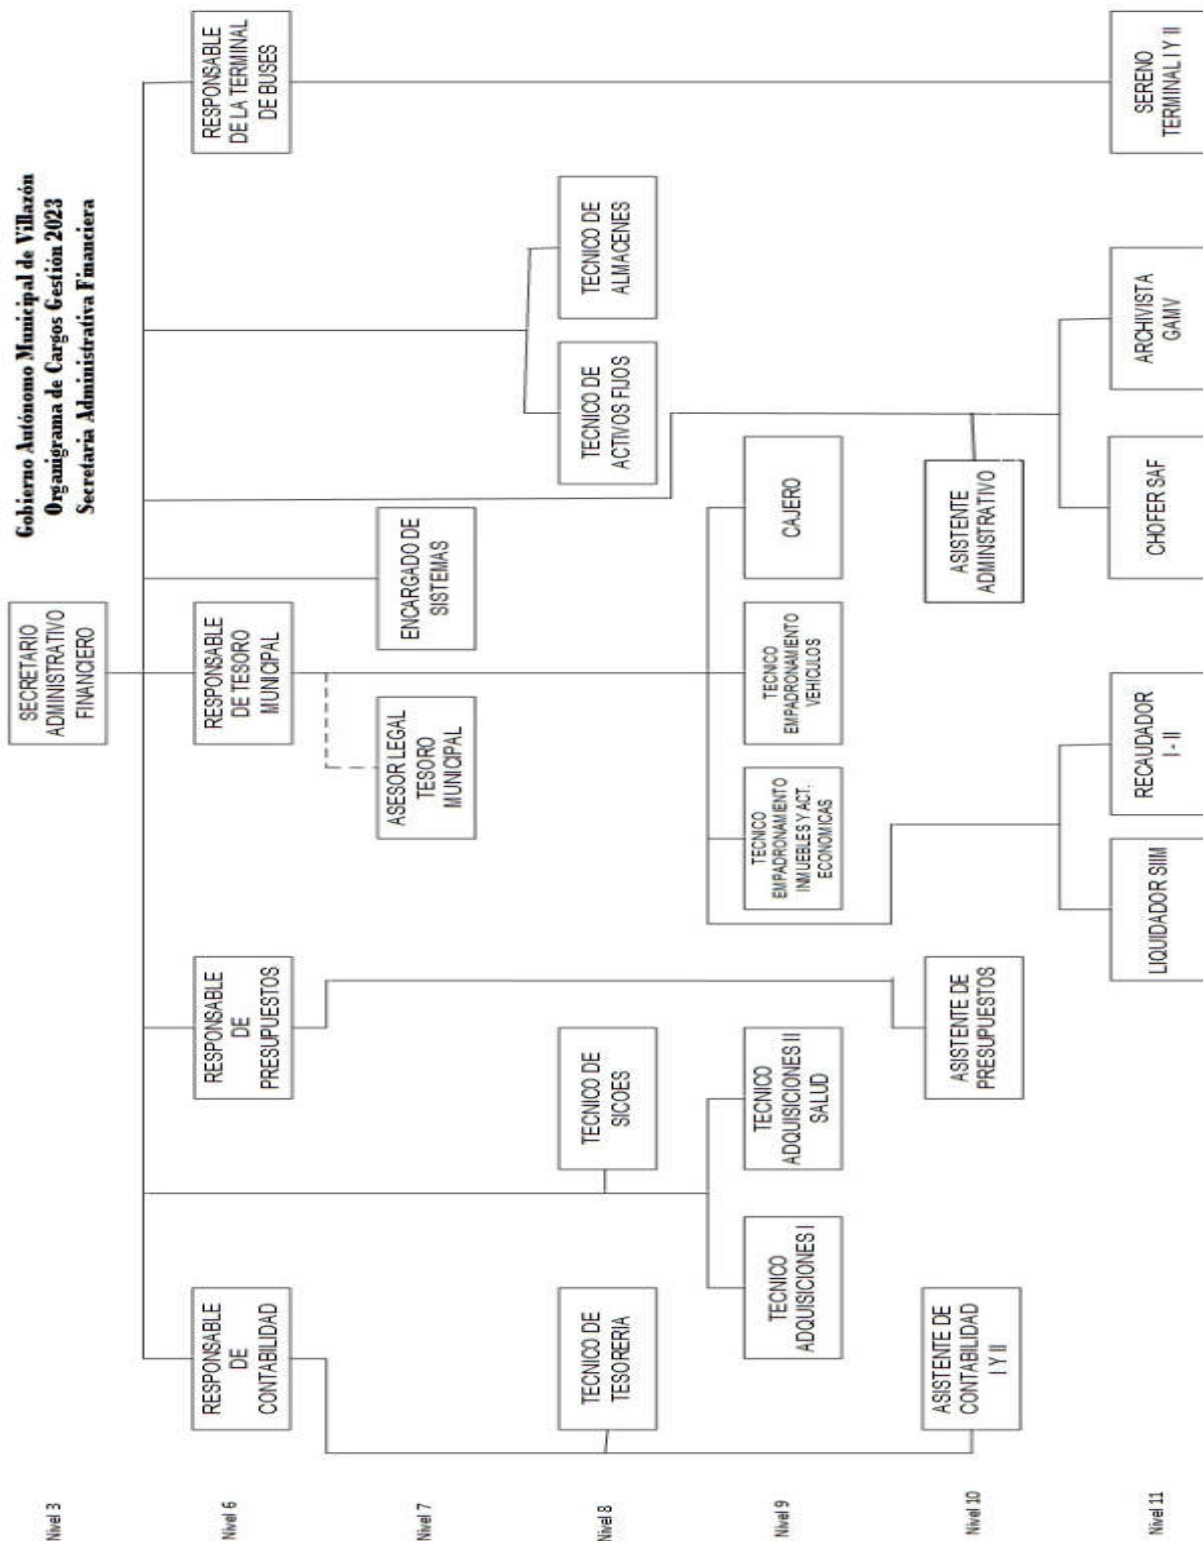 Gobierno Autónomo Municipal de Villazón
Organigrama de Cargos Gestión 2023
Secretaria Administrativa Financiera
Nivel 3
SECRETARIO
ADMINISTRATIVO
FINANCIERO
Nivel 6
RESPONSABLE
DE
CONTABILIDAD
RESPONSABLE
DE
PRESUPUESTOS
RESPONSABLE
DE TESORO
MUNICIPAL
RESPONSABLE
DE LA TERMINAL
DE BUSES
Nivel 7
ASESOR LEGAL
TESORO
MUNICIPAL
ENCARGADO DE
SISTEMAS
Nivel 8
TECNICO DE
TESORERIA
TECNICO DE
SICOES
TECNICO DE
ACTIVOS FIJOS
TECNICO DE
ALMACENES
Nivel 9
TECNICO
ADQUISICIONES I
TECNICO
ADQUISICIONES II
SALUD
TECNICO
EMPADRONAMIENTO
INMUEBLES Y ACT.
ECONOMICAS
TECNICO
EMPADRONAMIENTO
VEHICULOS
CAJERO
Nivel 10
ASISTENTE DE
CONTABILIDAD
I Y II
ASISTENTE DE
PRESUPUESTOS
ASISTENTE
ADMINSTRATIVO
Nivel 11
LIQUIDADOR SIIM
RECAUDADOR
I - II
CHOFER SAF
ARCHIVISTA
GAMV
SERENO
TERMINAL I Y II